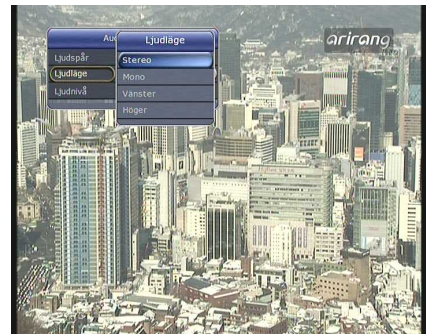 Ljudläge
Ljudspår
Ljudläge
Ljudnivå
Stereo
Mono
Vänster
Höger
arirang